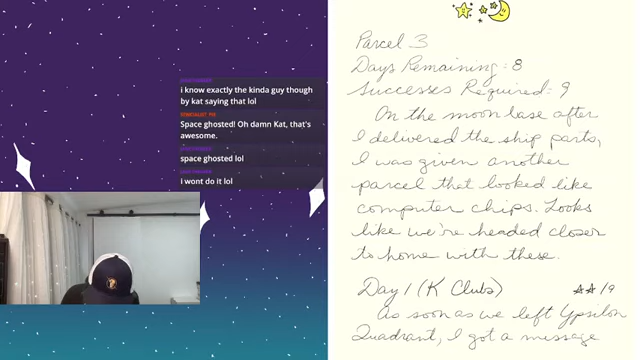 i know exactly the kinda guy though
by kat saying that lol
Space ghosted! Oh damn Kat, that's
awesome.
space ghosted lol
i wont do it lol
Parcel 3
Days Remaining: 8
Successes Required: 9
On the moon base after
I delivered the ship parts,
I was given another
parcel that looked like
computer chips. Looks
like we're headed closer
to home with these.
Day 1 (K Clubs) ☆☆/9
As soon as we left Ypsilon
Quadrant, I got a message